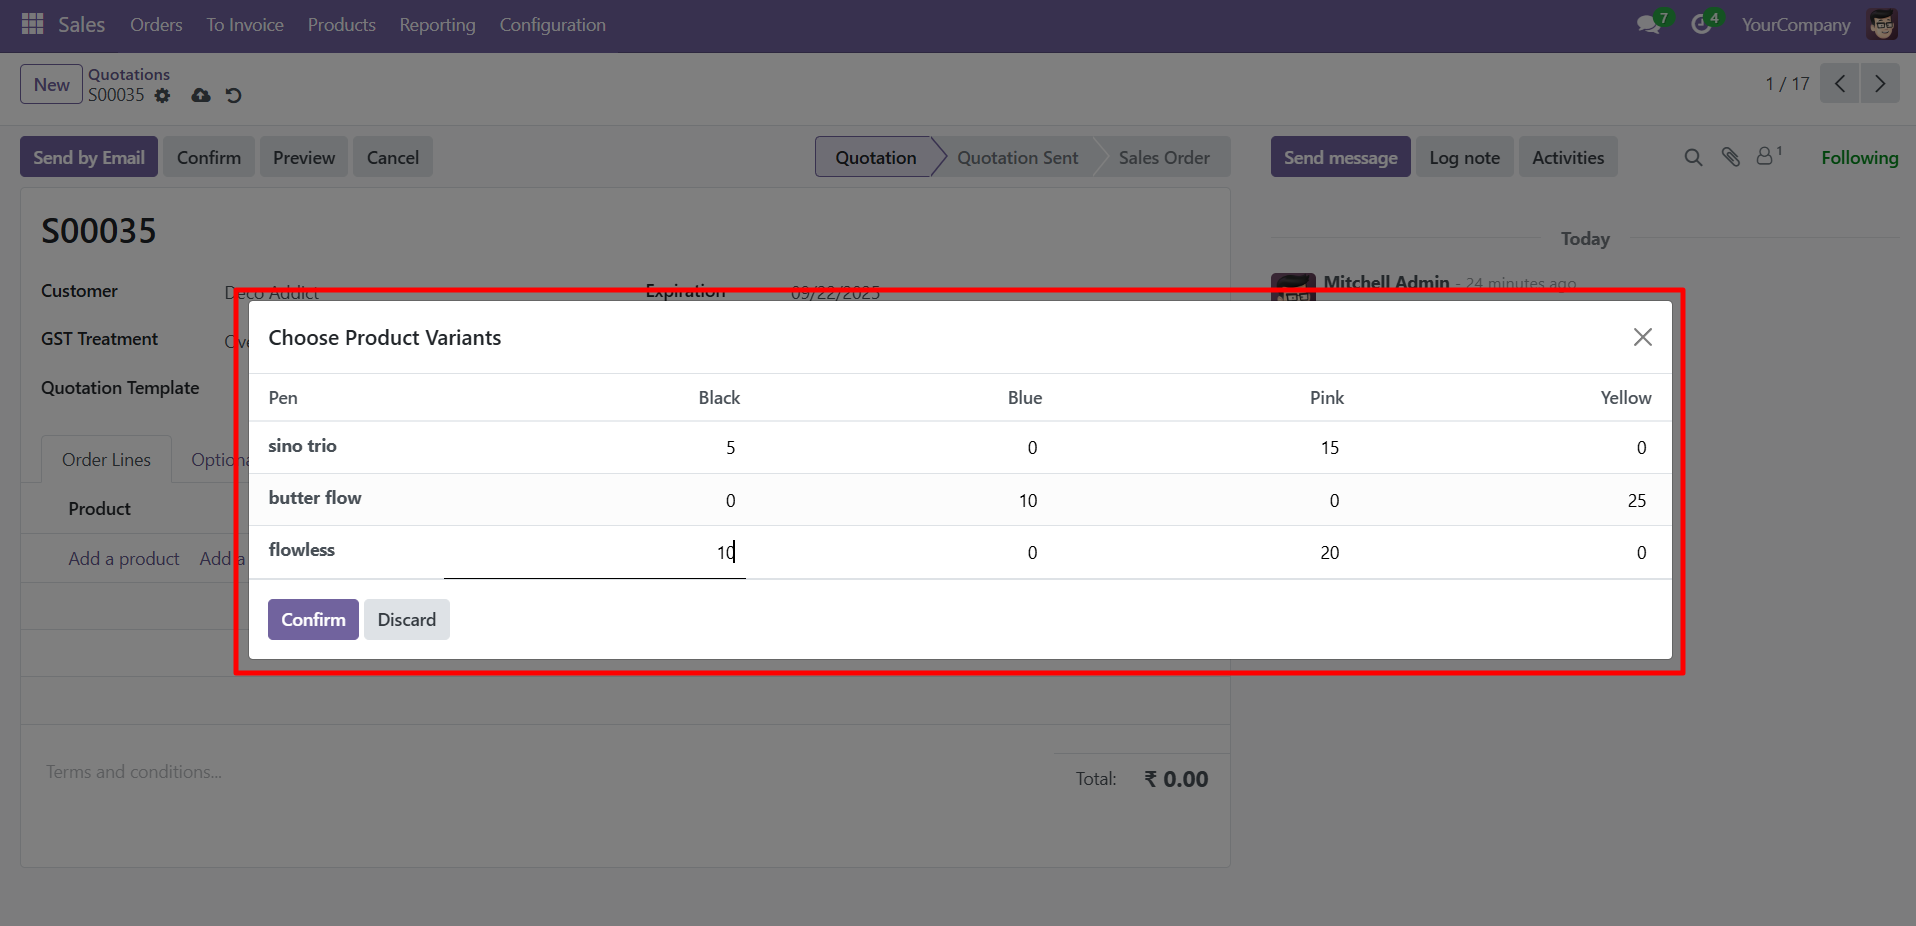 Sales Orders To Invoice Products Reporting Configuration 7 4 YourCompany
New Quotations
S00035 1 / 17
Send by Email Confirm Preview Cancel Quotation Quotation Sent Sales Order Send message Log note Activities 1 Following
S00035
Today
Customer Deco Addict Expiration 09/22/2025 Mitchell Admin - 24 minutes ago
GST Treatment
Quotation Template
Choose Product Variants
Pen Black Blue Pink Yellow
sino trio 5 0 15 0
butter flow 0 10 0 25
flowless 10 0 20 0
Confirm Discard
Order Lines
Product
Add a product Add a
Terms and conditions...
Total: ₹ 0.00